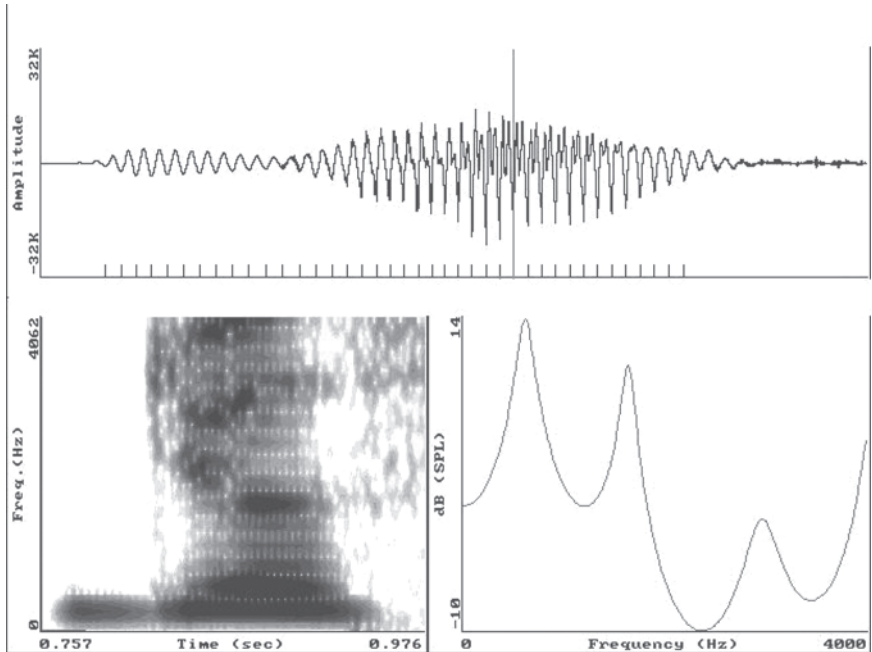 32K
Amplitude
-32K
4062
Freq.(Hz)
0
0.757 Time (sec) 0.976
14
dB (SPL)
-10
0 Frequency (Hz) 4000